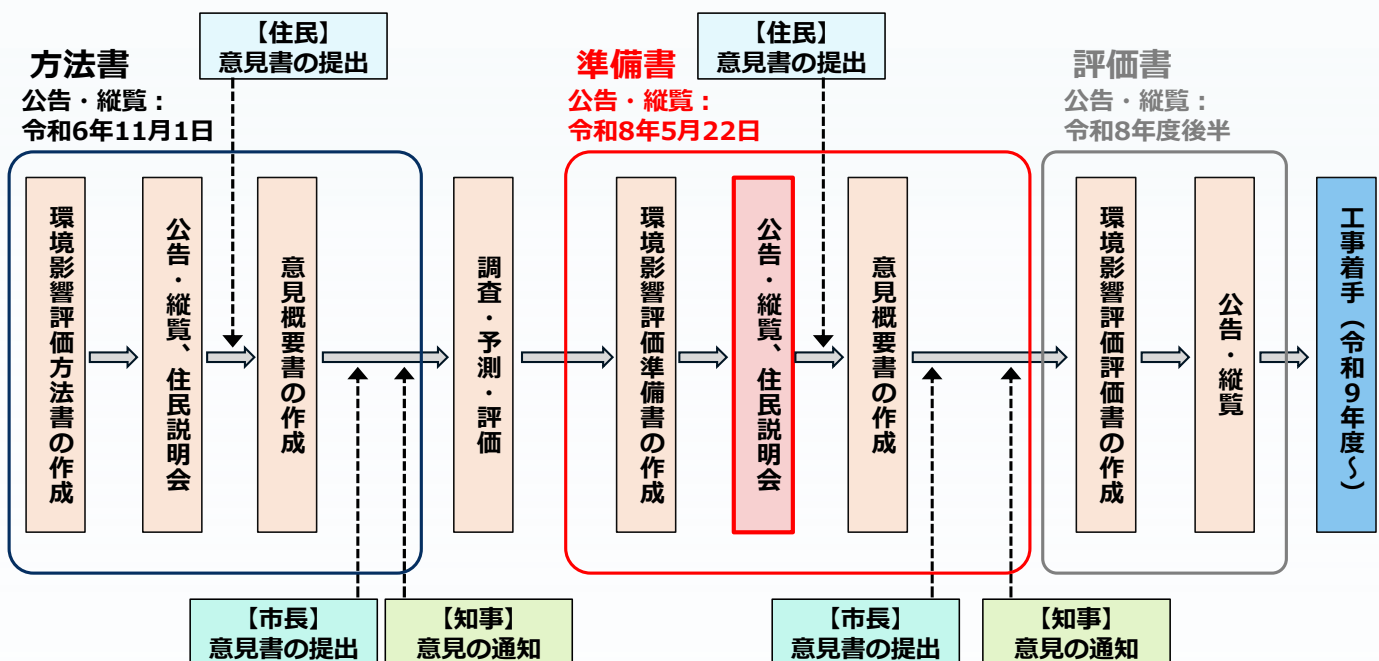 【住民】
意見書の提出
【住民】
意見書の提出
方法書
公告・縦覧：
令和6年11月1日
準備書
公告・縦覧：
令和8年5月22日
評価書
公告・縦覧：
令和8年度後半
環境影響評価方法書の作成
公告・縦覧、住民説明会
意見概要書の作成
調査・予測・評価
環境影響評価準備書の作成
公告・縦覧、住民説明会
意見概要書の作成
環境影響評価評価書の作成
公告・縦覧
工事着手（令和９年度～）
【市長】
意見書の提出
【知事】
意見の通知
【市長】
意見書の提出
【知事】
意見の通知